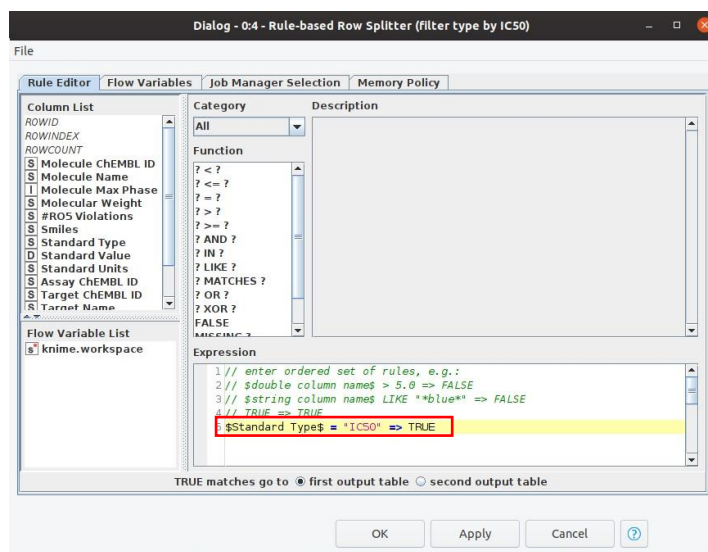 Dialog - 0:4 - Rule-based Row Splitter (filter type by IC50)
File
Rule Editor Flow Variables Job Manager Selection Memory Policy
Column List
ROWID
ROWINDEX
ROWCOUNT
S Molecule ChEMBL ID
S Molecule Name
I Molecule Max Phase
S Molecular Weight
S #RO5 Violations
S Smiles
S Standard Type
D Standard Value
S Standard Units
S Assay ChEMBL ID
S Target ChEMBL ID
S Target Name
Flow Variable List
s knime.workspace
Category
All
Function
? < ?
? <= ?
? = ?
? > ?
? >= ?
? AND ?
? IN ?
? LIKE ?
? MATCHES ?
? OR ?
? XOR ?
FALSE
MISSING ?
Description
Expression
1 // enter ordered set of rules, e.g.:
2 // $double column name$ > 5.0 => FALSE
3 // $string column name$ LIKE "*blue*" => FALSE
4 // TRUE => TRUE
5 $Standard Type$ = "IC50" => TRUE
TRUE matches go to first output table second output table
OK Apply Cancel ?